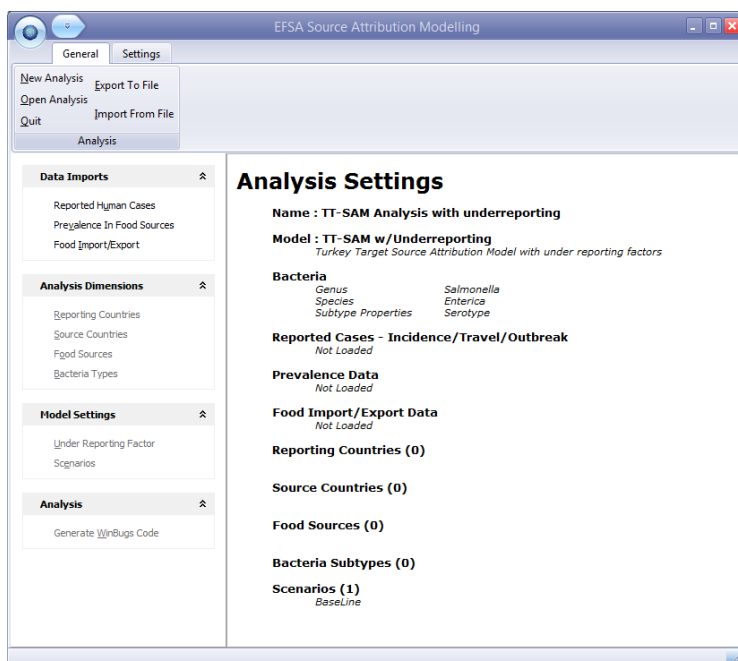 EFSA Source Attribution Modelling
General Settings
New Analysis
Export To File
Open Analysis
Import From File
Quit
Analysis
Data Imports
Reported Human Cases
Prevalence In Food Sources
Food Import/Export
Analysis Dimensions
Reporting Countries
Source Countries
Food Sources
Bacteria Types
Model Settings
Under Reporting Factor
Scenarios
Analysis
Generate WinBugs Code
Analysis Settings
Name : TT-SAM Analysis with underreporting
Model : TT-SAM w/Underreporting
Turkey Target Source Attribution Model with under reporting factors
Bacteria
Genus Salmonella
Species Enterica
Subtype Properties Serotype
Reported Cases - Incidence/Travel/Outbreak
Not Loaded
Prevalence Data
Not Loaded
Food Import/Export Data
Not Loaded
Reporting Countries (0)
Source Countries (0)
Food Sources (0)
Bacteria Subtypes (0)
Scenarios (1)
BaseLine